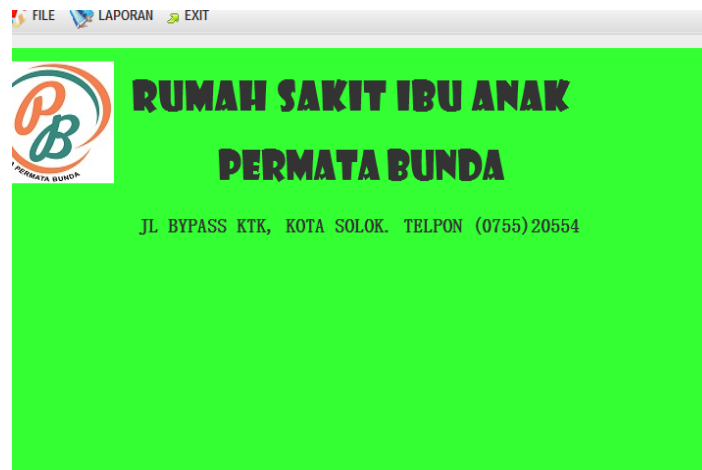 FILE LAPORAN EXIT
RUMAH SAKIT IBU ANAK
PERMATA BUNDA
PB
PERMATA BUNDA
JL BYPASS KTK, KOTA SOLOK. TELPON (0755)20554